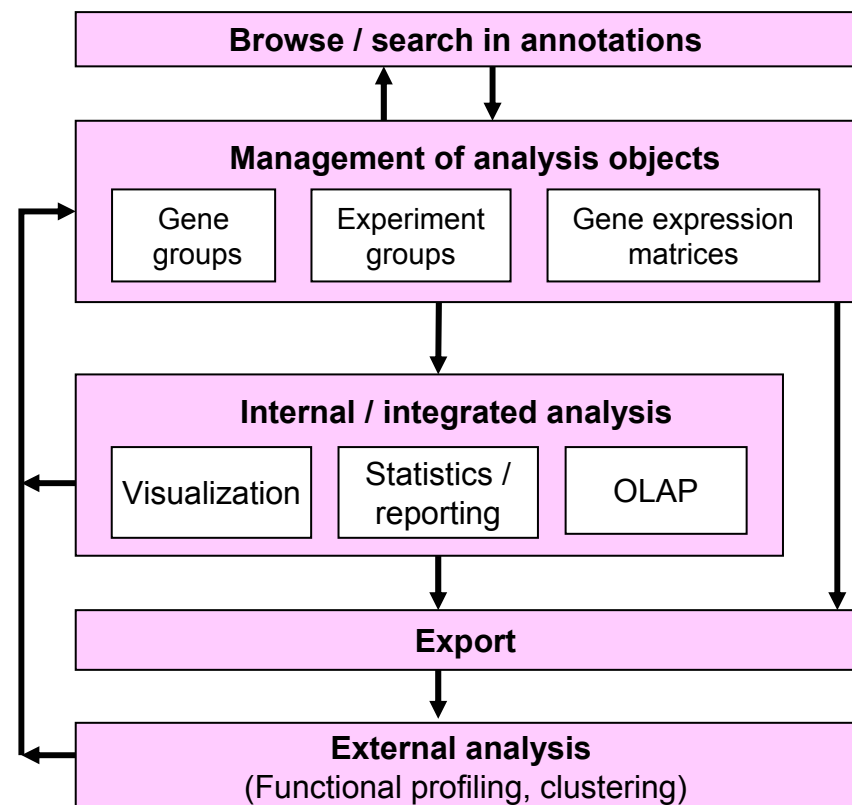 Browse / search in annotations
Management of analysis objects
Gene
groups
Experiment
groups
Gene expression
matrices
Internal / integrated analysis
Visualization
Statistics /
reporting
OLAP
Export
External analysis
(Functional profiling, clustering)